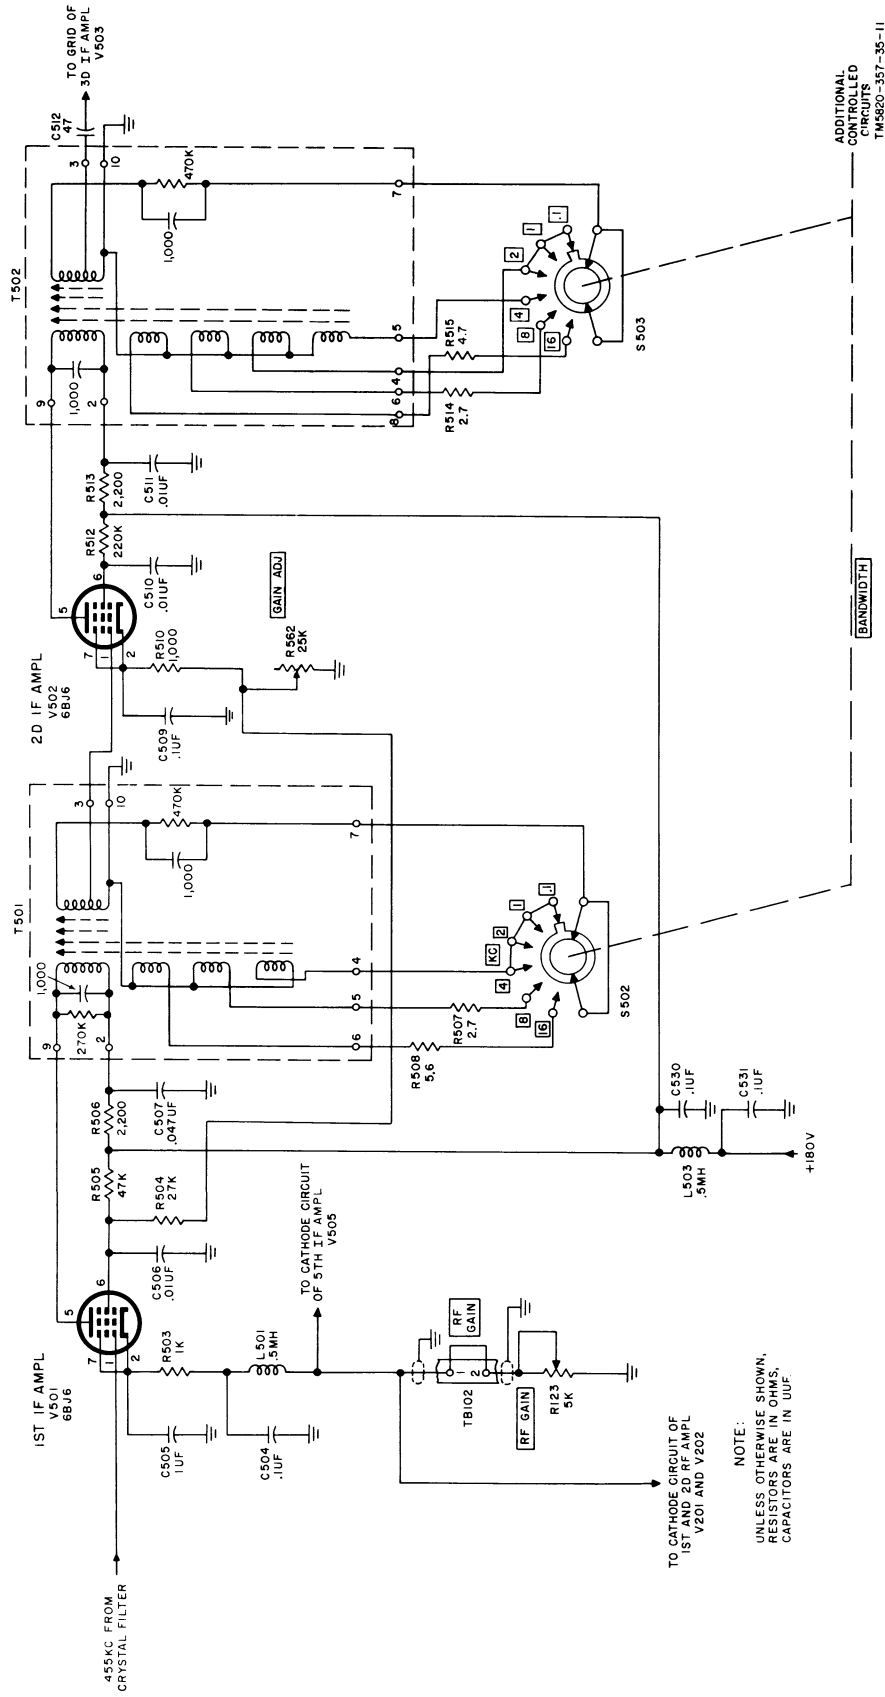 455KC FROM
CRYSTAL FILTER
1ST IF AMPL
V501
6BJ6
7
1
2
5
6
C505
1UF
R503
1K
C504
.1UF
L501
.5MH
C506
.01UF
R504
27K
R505
47K
R506
2,200
C507
.047UF
TO CATHODE CIRCUIT
OF 5TH IF AMPL
V505
TB102
1
2
RF
GAIN
RF GAIN
R123
5K
TO CATHODE CIRCUIT OF
1ST AND 2D RF AMPL
V201 AND V202
NOTE:
UNLESS OTHERWISE SHOWN,
RESISTORS ARE IN OHMS,
CAPACITORS ARE IN UUF.
L503
.5MH
C530
.1UF
C531
.1UF
+180V
T501
9
2
270K
1,000
3
10
1,000
470K
6
5
4
7
R508
5.6
R507
2.7
16
8
4
KC
2
1
.1
S502
2D IF AMPL
V502
6BJ6
7
1
2
5
6
C509
.1UF
R510
1,000
R562
25K
GAIN ADJ
C510
.01UF
R512
220K
R513
2,200
C511
.01UF
T502
9
2
1,000
3
10
C512
47
TO GRID OF
3D IF AMPL
V503
1,000
470K
8
6
4
5
7
R514
2.7
R515
4.7
16
8
4
2
1
.1
S503
BANDWIDTH
ADDITIONAL
CONTROLLED
CIRCUITS
TM5820-357-35-11